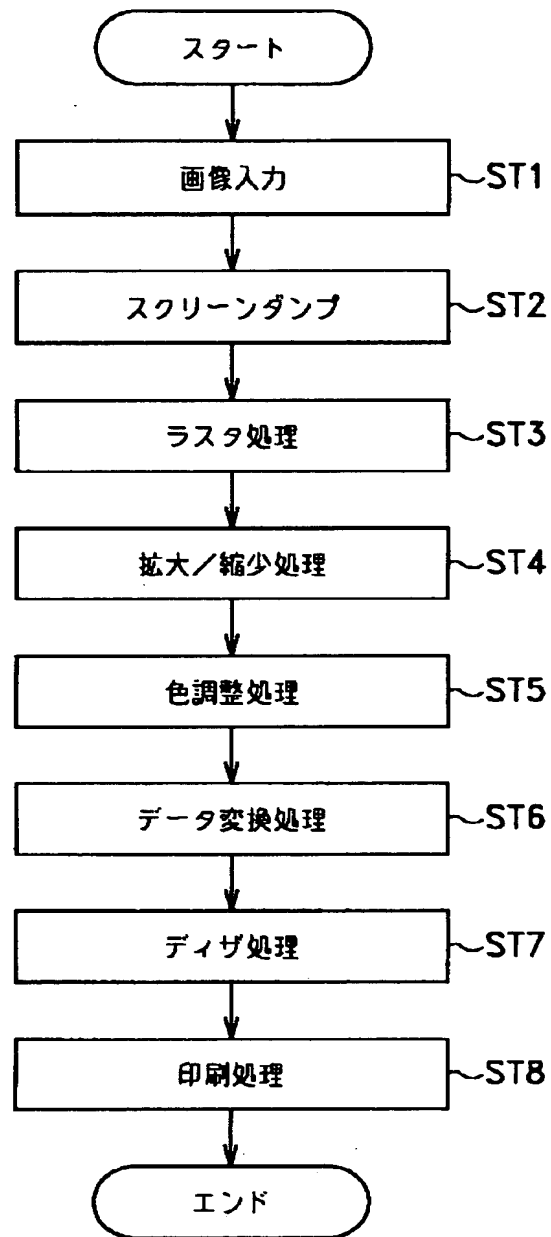 スタート
画像入力 ~ST1
スクリーンダンプ ~ST2
ラスタ処理 ~ST3
拡大／縮少処理 ~ST4
色調整処理 ~ST5
データ変換処理 ~ST6
ディザ処理 ~ST7
印刷処理 ~ST8
エンド